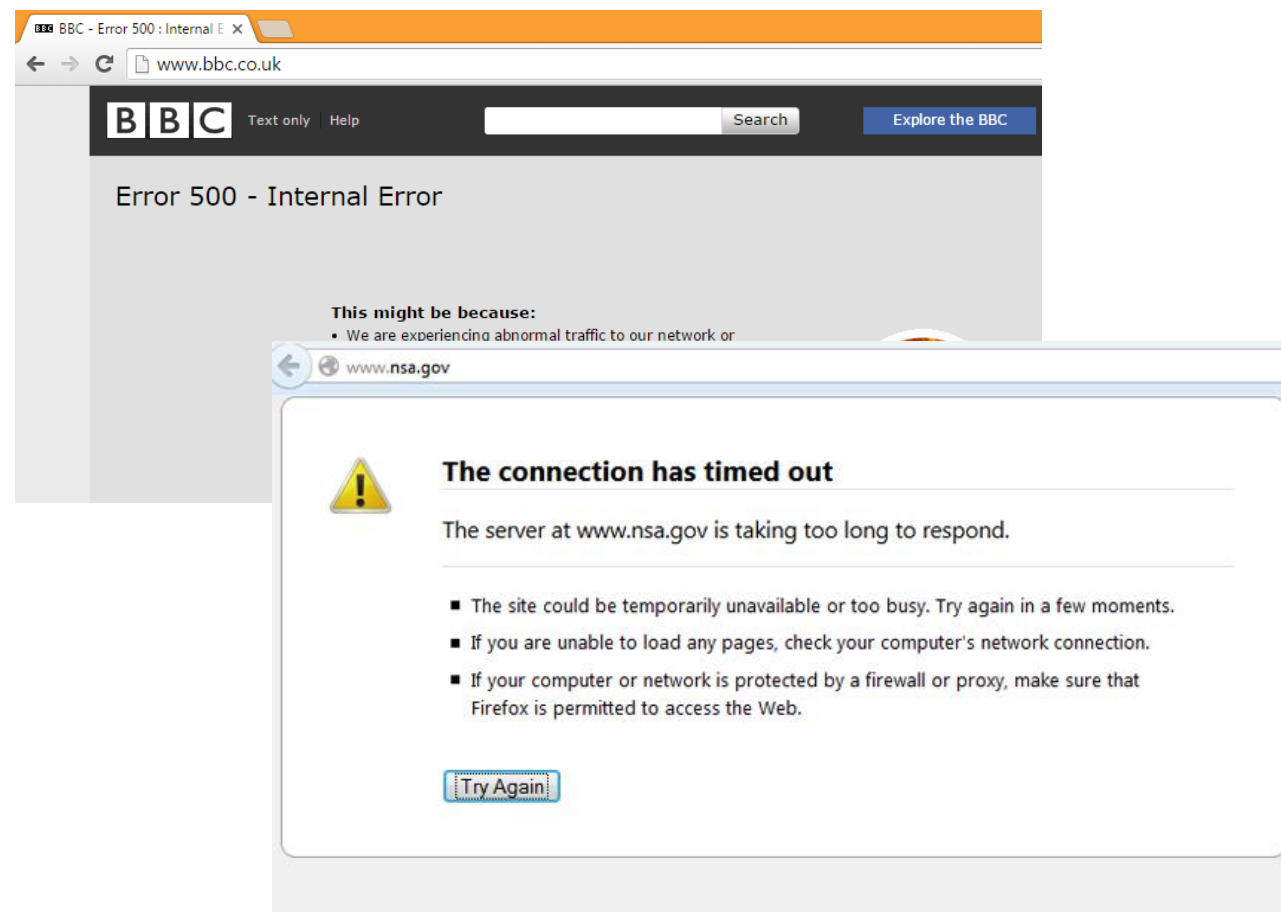 BBC BBC - Error 500 : Internal E
www.bbc.co.uk
BBC Text only Help Search Explore the BBC
Error 500 - Internal Error
This might be because:
• We are experiencing abnormal traffic to our network or
www.nsa.gov
The connection has timed out
The server at www.nsa.gov is taking too long to respond.
■ The site could be temporarily unavailable or too busy. Try again in a few moments.
■ If you are unable to load any pages, check your computer's network connection.
■ If your computer or network is protected by a firewall or proxy, make sure that
Firefox is permitted to access the Web.
Try Again